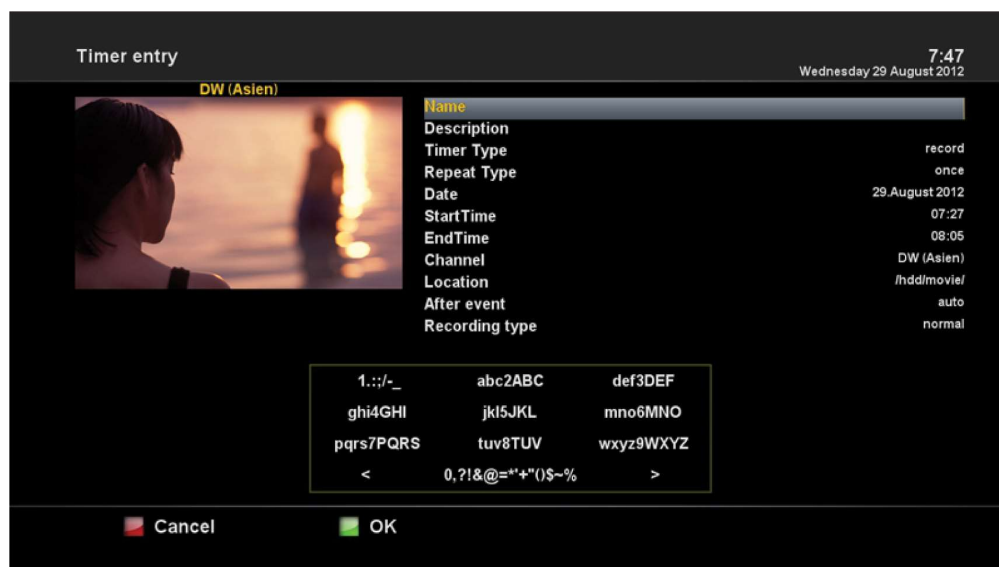 Timer entry
7:47
Wednesday 29 August 2012
DW (Asien)
Name
Description
Timer Type record
Repeat Type once
Date 29.August 2012
StartTime 07:27
EndTime 08:05
Channel DW (Asien)
Location /hdd/movie/
After event auto
Recording type normal
1.:;/-_ abc2ABC def3DEF
ghi4GHI jkl5JKL mno6MNO
pqrs7PQRS tuv8TUV wxyz9WXYZ
< 0,?!&@=*'+"()$~% >
Cancel OK